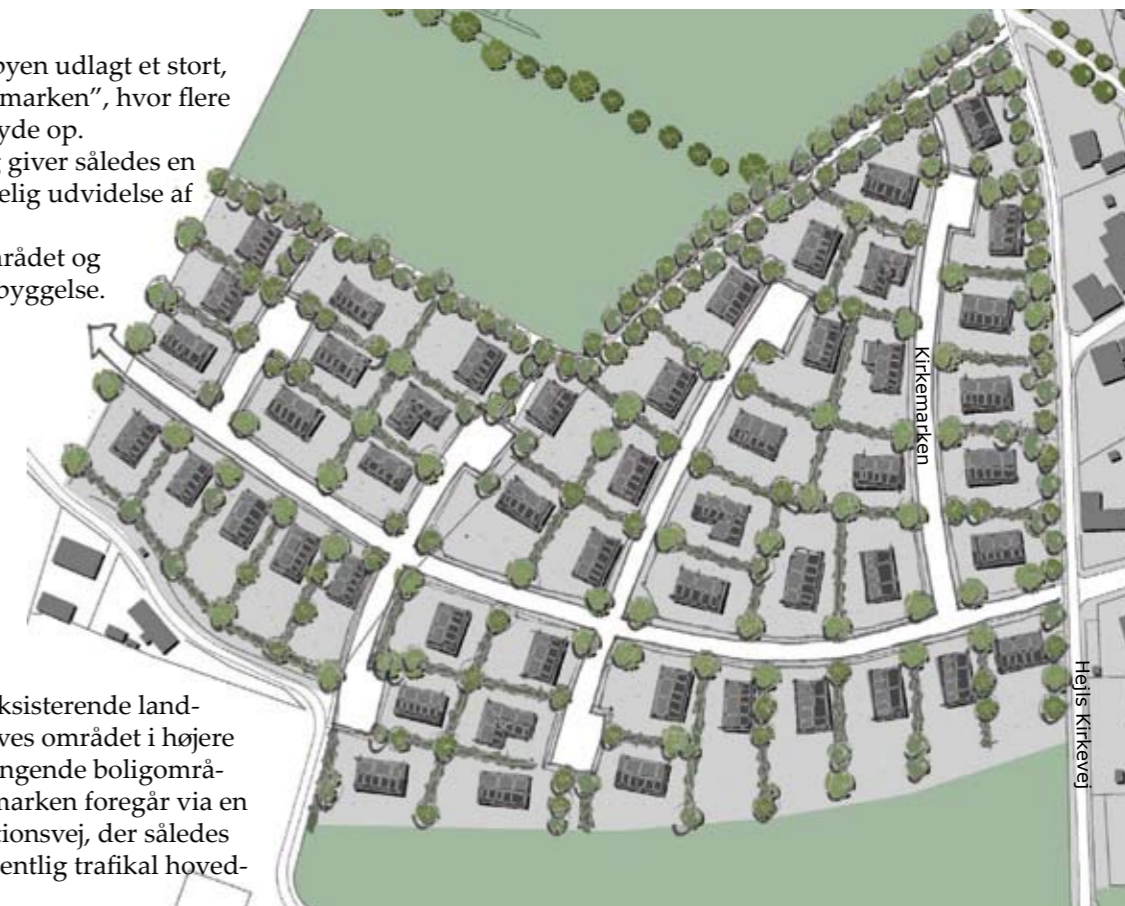 byen udlagt et stort,
marken”, hvor flere
yde op.
giver således en
elig udvidelse af
rådet og
byggelse.
ksisterende land-
ves området i højere
ngende boligområ-
marken foregår via en
tionsvej, der således
entlig trafikal hoved-
Kirkemarken
Hejls Kirkevej